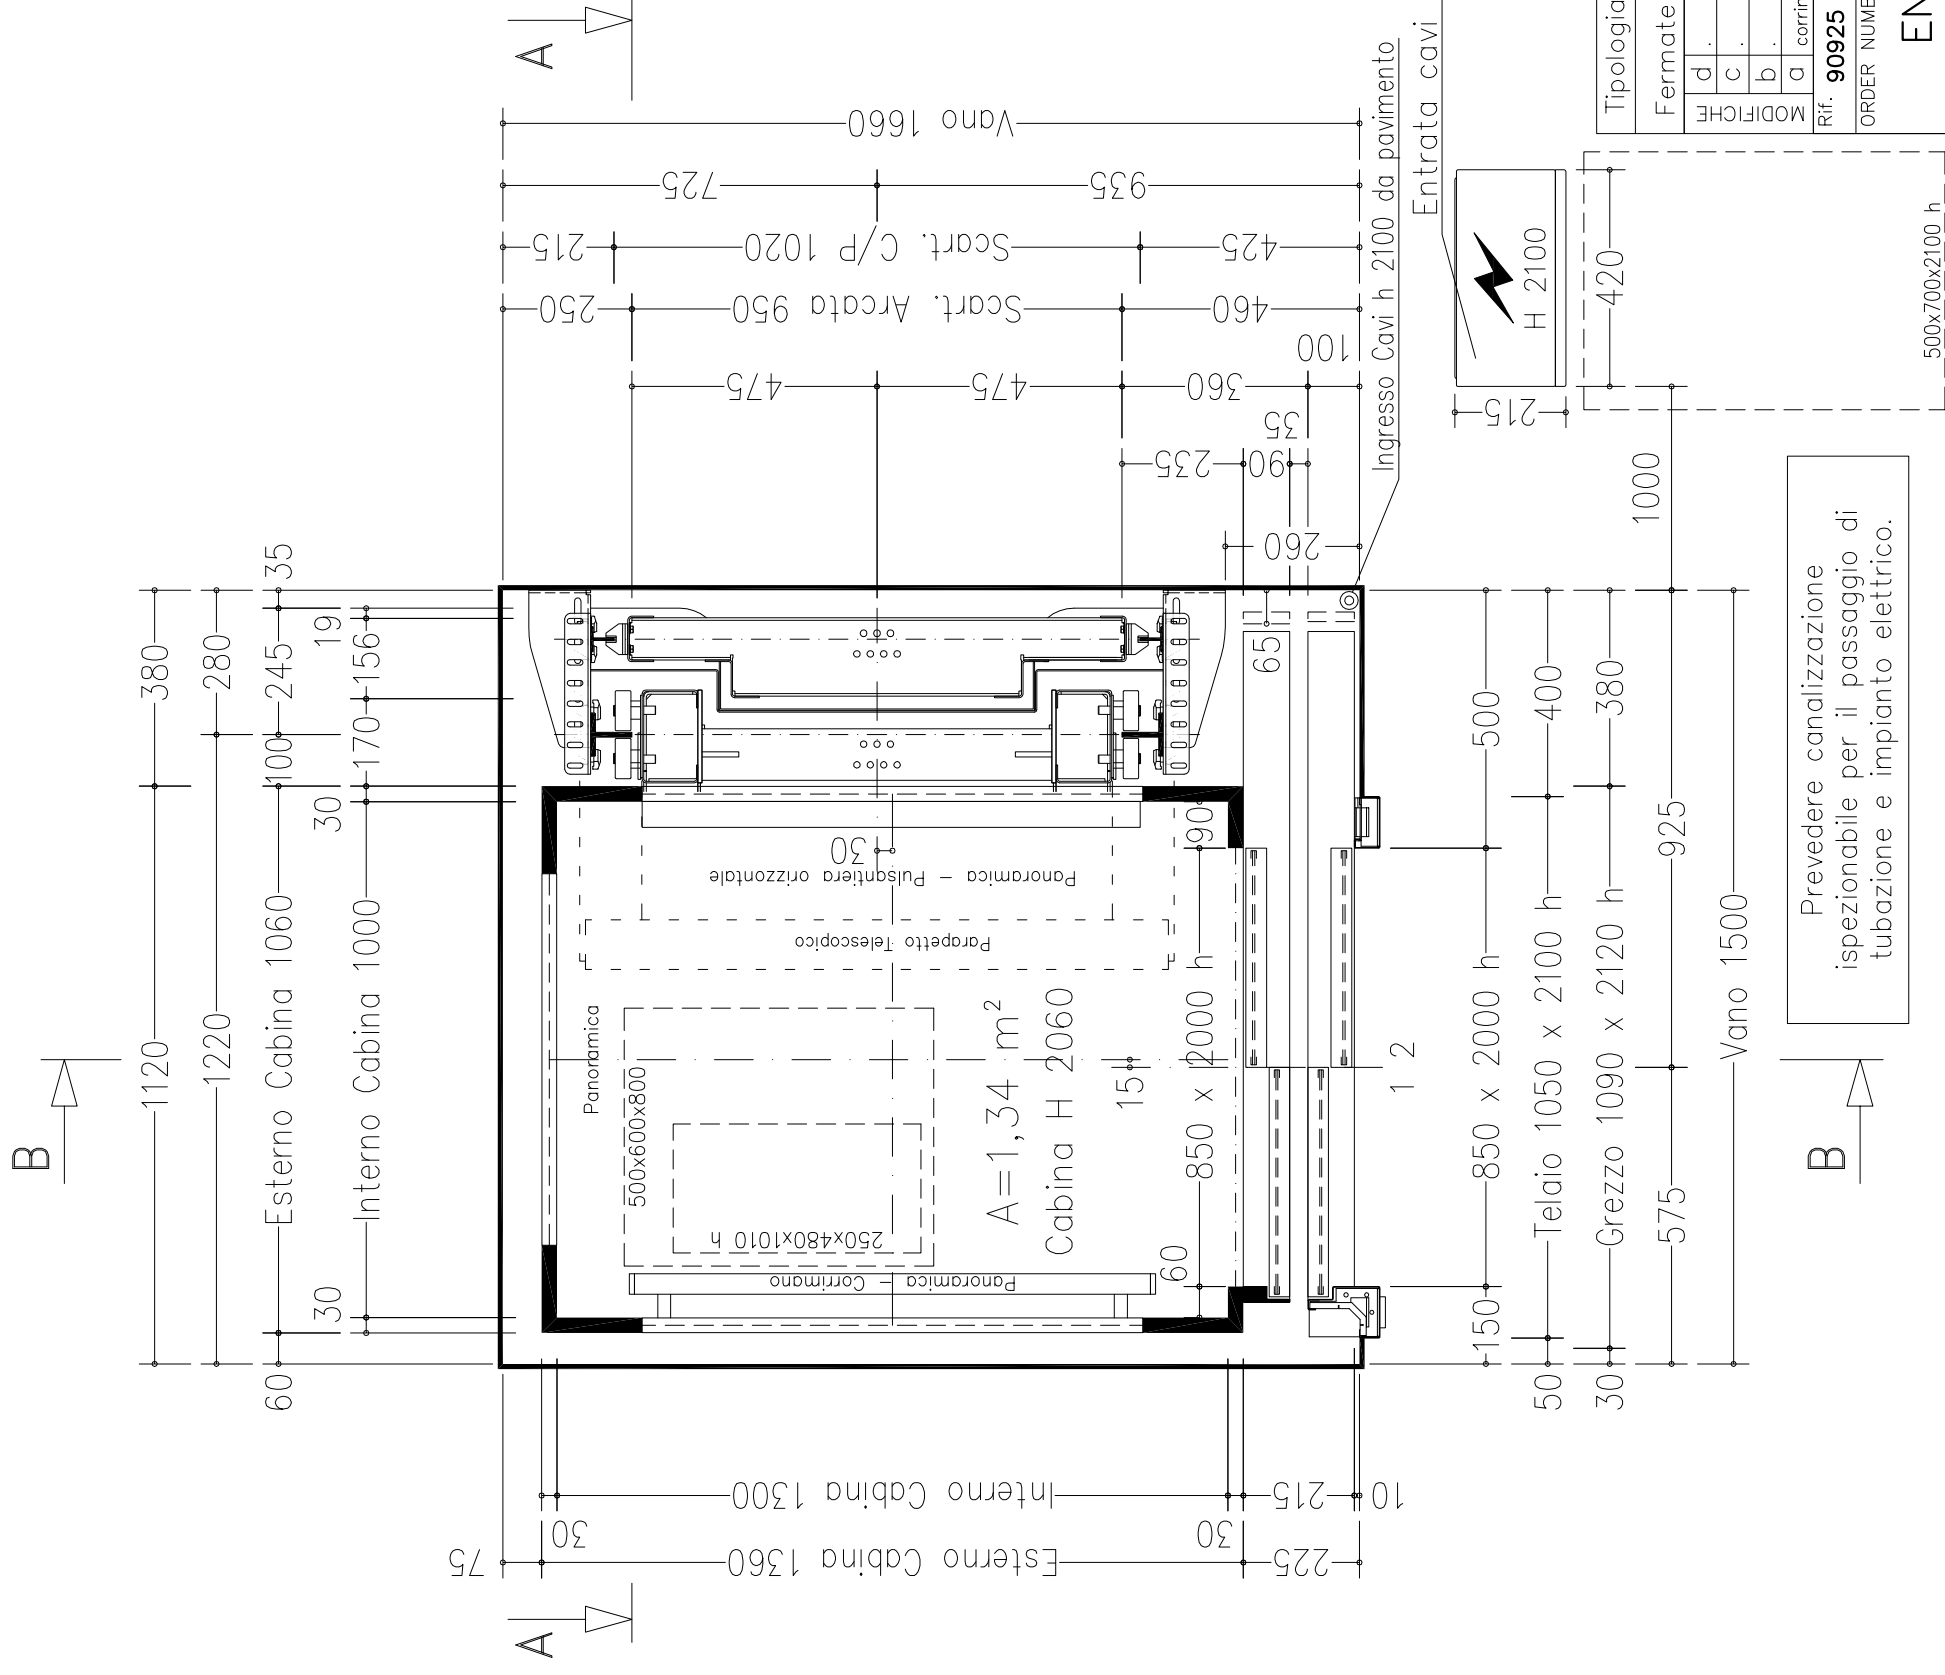 A
Vano 1660
725
935
215
Scart. C/P 1020
425
250
Scart. Arcata 950
460
100
475
475
360
35
235
90
260
Ingresso Cavi h 2100 da pavimento
Entrata cavi
H 2100
420
215
500x700x2100 h
1000
Tipologia
Fermate
MODIFICHE
d .
c .
b .
a
Rif. 90925
B
380
1120
280
1220
35
245
100
Esterno Cabina 1060
60
19
156
170
30
Interno Cabina 1000
30
65
90
30
Panoramica – Pulsantiera orizzontale
Parapetto Telescopico
Panoramica
500x600x800
250x480x1010 h
A=1,34 m²
Cabina H 2060
15
850 x 2000 h
60
Panoramica – Corrimano
1 2
500
850 x 2000 h
150
400
Telaio 1050 x 2100 h
50
380
Grezzo 1090 x 2120 h
30
925
575
Vano 1500
Prevedere canalizzazione
ispezionabile per il passaggio di
tubazione e impianto elettrico.
B
Interno Cabina 1300
215
10
30
30
75
Esterno Cabina 1360
225
A